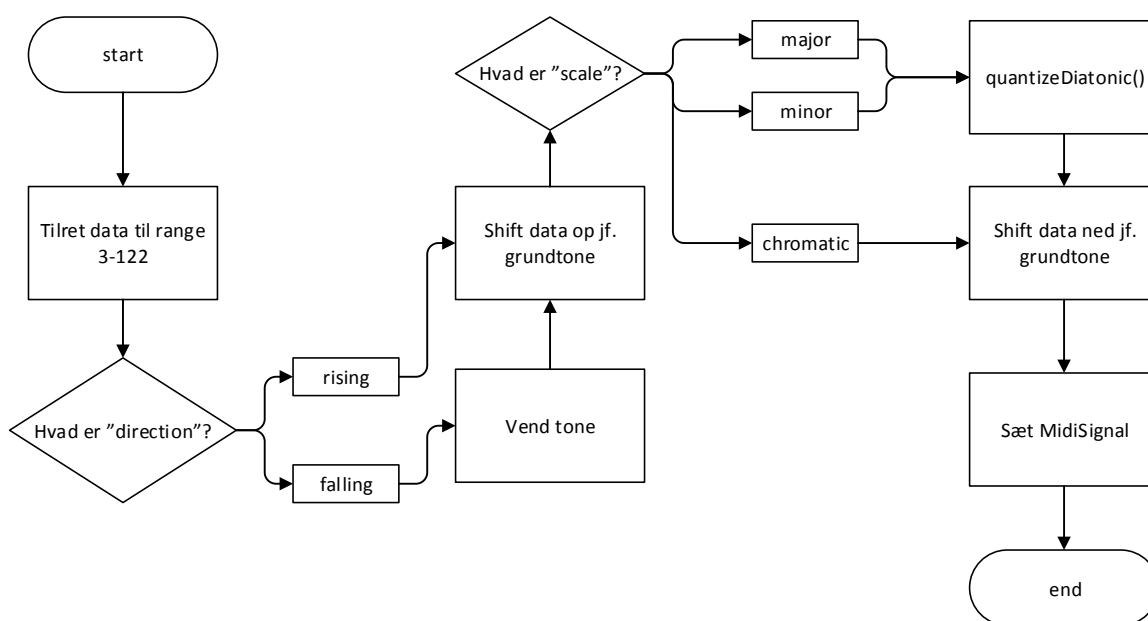 start
Tilret data til range
3-122
Hvad er ”direction”?
rising
falling
Vend tone
Shift data op jf.
grundtone
Hvad er ”scale”?
major
minor
chromatic
quantizeDiatonic()
Shift data ned jf.
grundtone
Sæt MidiSignal
end